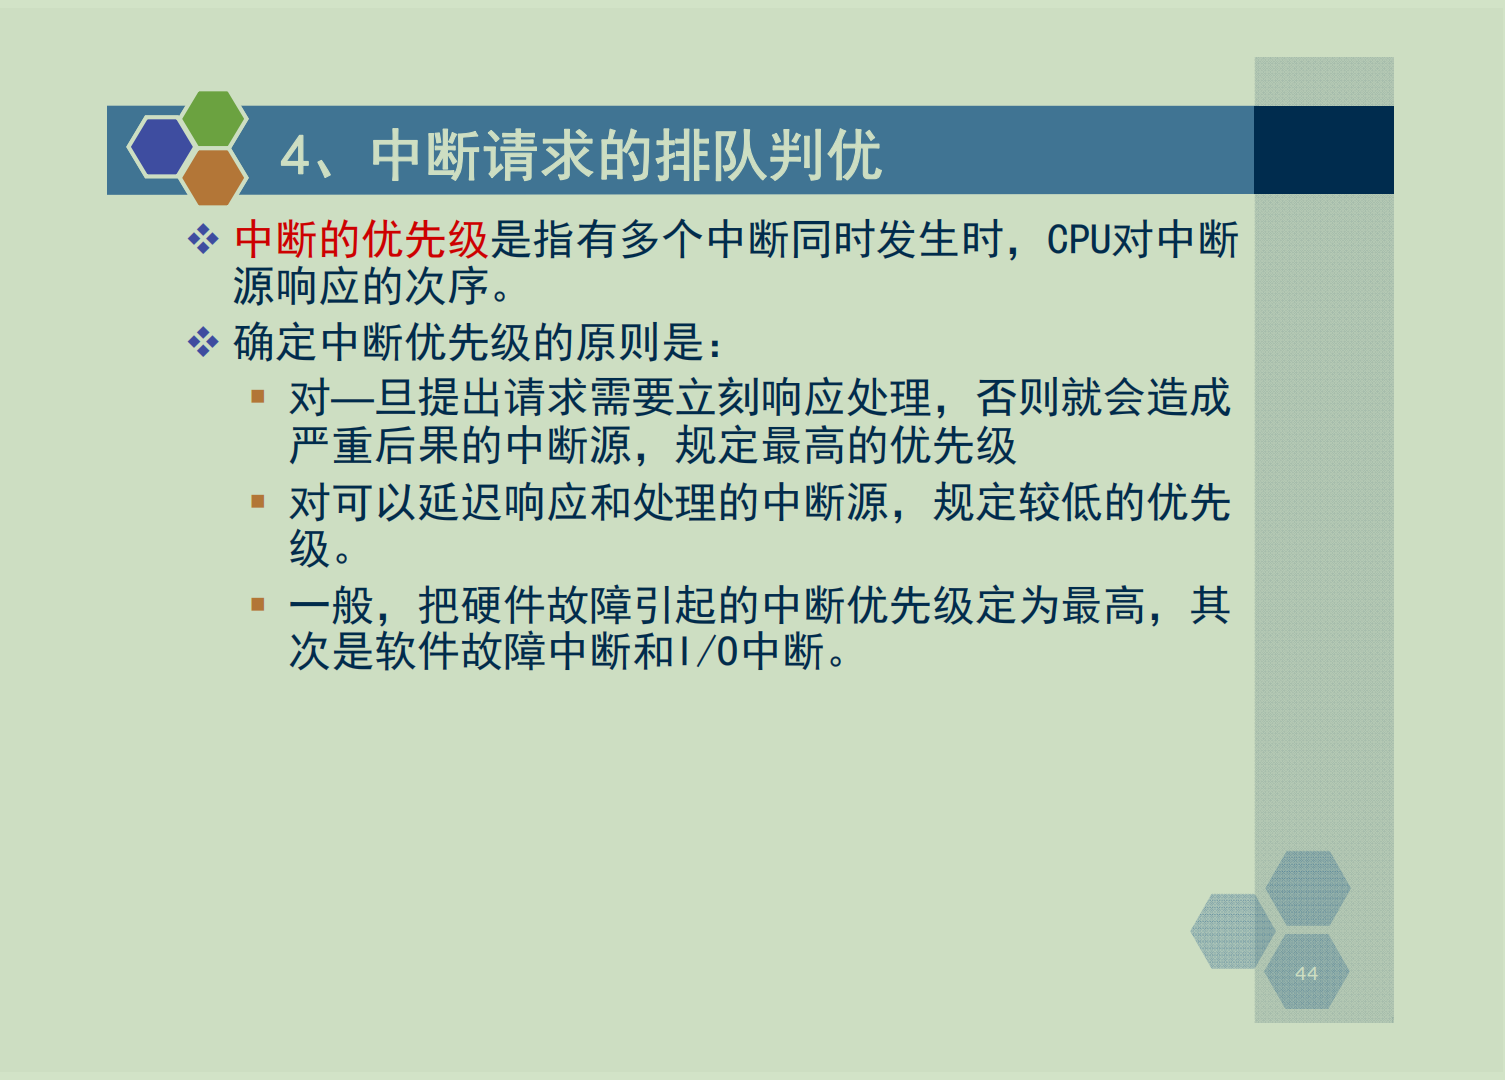 4、中断请求的排队判优
中断的优先级是指有多个中断同时发生时，CPU对中断
源响应的次序。
确定中断优先级的原则是：
对—旦提出请求需要立刻响应处理，否则就会造成
严重后果的中断源，规定最高的优先级
对可以延迟响应和处理的中断源，规定较低的优先
级。
一般，把硬件故障引起的中断优先级定为最高，其
次是软件故障中断和I/O中断。
44